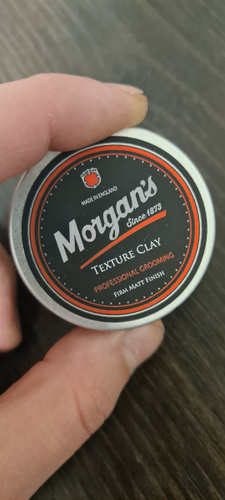 MADE IN ENGLAND
Morgan's
Since 1873
TEXTURE CLAY
PROFESSIONAL GROOMING
FIRM MATT FINISH